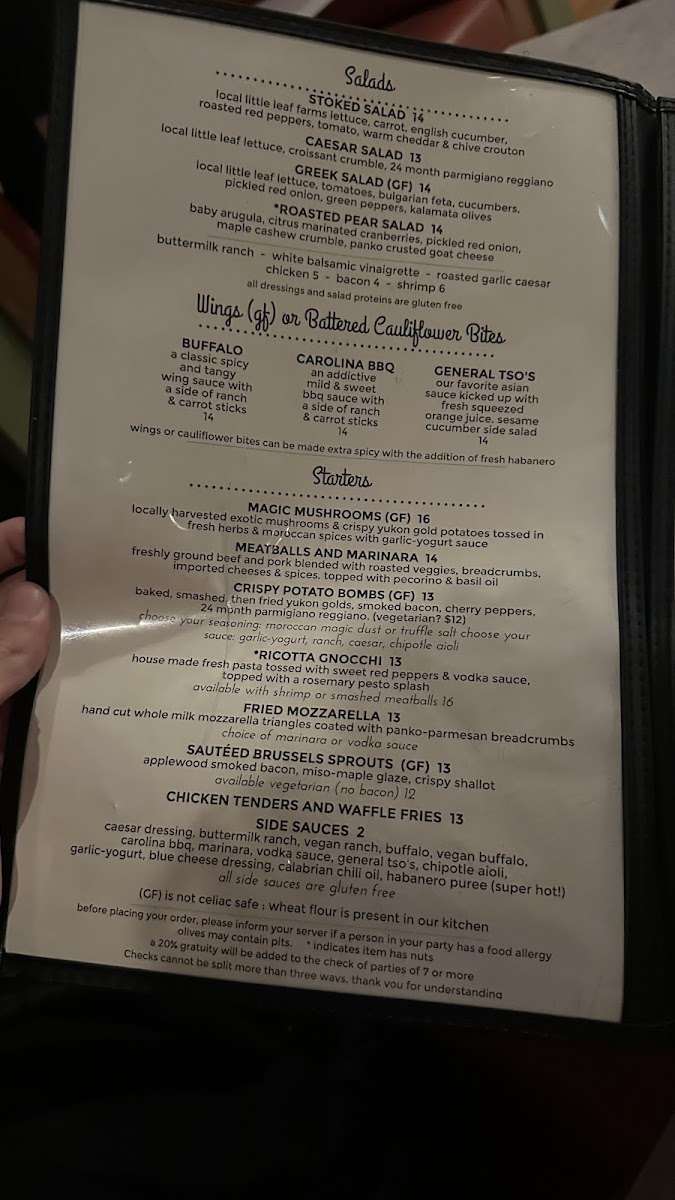 Salads
STOKED SALAD 14
local little leaf farms lettuce, carrot, english cucumber,
roasted red peppers, tomato, warm cheddar & chive crouton
CAESAR SALAD 13
local little leaf lettuce, croissant crumble, 24 month parmigiano reggiano
GREEK SALAD (GF) 14
local little leaf lettuce, tomatoes, bulgarian feta, cucumbers,
pickled red onion, green peppers, kalamata olives
*ROASTED PEAR SALAD 14
baby arugula, citrus marinated cranberries, pickled red onion,
maple cashew crumble, panko crusted goat cheese
buttermilk ranch - white balsamic vinaigrette - roasted garlic caesar
chicken 5 - bacon 4 - shrimp 6
all dressings and salad proteins are gluten free
Wings (gf) or Battered Cauliflower Bites
BUFFALO
a classic spicy
and tangy
wing sauce with
a side of ranch
& carrot sticks
14
CAROLINA BBQ
an addictive
mild & sweet
bbq sauce with
a side of ranch
& carrot sticks
14
GENERAL TSO'S
our favorite asian
sauce kicked up with
fresh squeezed
orange juice, sesame
cucumber side salad
14
wings or cauliflower bites can be made extra spicy with the addition of fresh habanero
Starters
MAGIC MUSHROOMS (GF) 16
locally harvested exotic mushrooms & crispy yukon gold potatoes tossed in
fresh herbs & moroccan spices with garlic-yogurt sauce
MEATBALLS AND MARINARA 14
freshly ground beef and pork blended with roasted veggies, breadcrumbs,
imported cheeses & spices. topped with pecorino & basil oil
CRISPY POTATO BOMBS (GF) 13
baked, smashed, then fried yukon golds, smoked bacon, cherry peppers,
24 month parmigiano reggiano. (vegetarian? $12)
choose your seasoning: moroccan magic dust or truffle salt choose your
sauce: garlic-yogurt, ranch, caesar, chipotle aioli
*RICOTTA GNOCCHI 13
house made fresh pasta tossed with sweet red peppers & vodka sauce,
topped with a rosemary pesto splash
available with shrimp or smashed meatballs 16
FRIED MOZZARELLA 13
hand cut whole milk mozzarella triangles coated with panko-parmesan breadcrumbs
choice of marinara or vodka sauce
SAUTÉED BRUSSELS SPROUTS (GF) 13
applewood smoked bacon, miso-maple glaze, crispy shallot
available vegetarian (no bacon) 12
CHICKEN TENDERS AND WAFFLE FRIES 13
SIDE SAUCES 2
caesar dressing, buttermilk ranch, vegan ranch, buffalo, vegan buffalo,
carolina bbq, marinara, vodka sauce, general tso's, chipotle aioli,
garlic-yogurt, blue cheese dressing, calabrian chili oil, habanero puree (super hot!)
all side sauces are gluten free
(GF) is not celiac safe : wheat flour is present in our kitchen
before placing your order, please inform your server if a person in your party has a food allergy
olives may contain pits. * indicates item has nuts
a 20% gratuity will be added to the check of parties of 7 or more
Checks cannot be split more than three ways, thank you for understanding